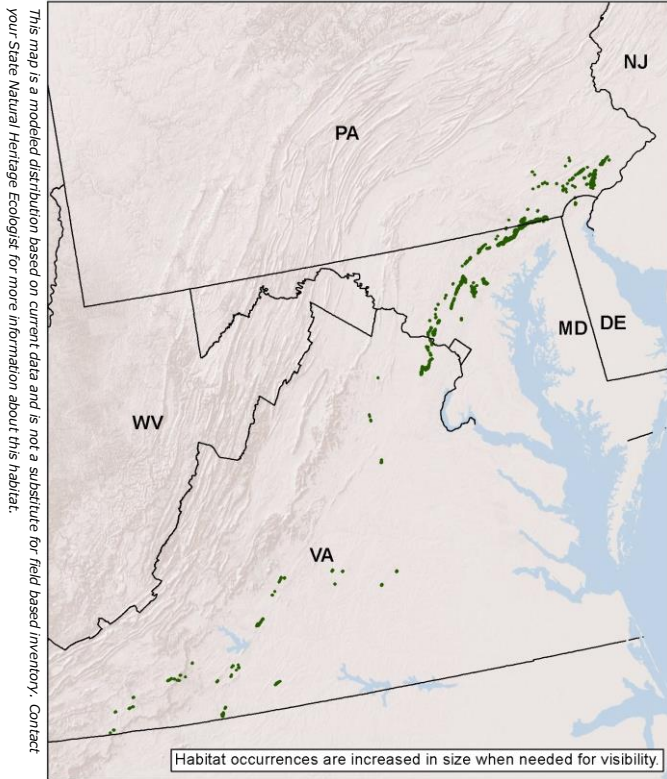 This map is a modeled distribution based on current data and is not a substitute for field based inventory. Contact
your State Natural Heritage Ecologist for more information about this habitat.
NJ
PA
MD
DE
WV
VA
Habitat occurrences are increased in size when needed for visibility.